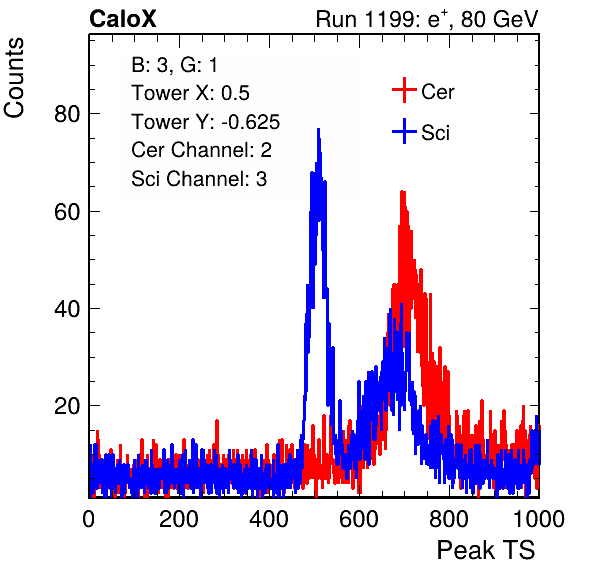 CaloX
Run 1199: e+, 80 GeV
Counts
B: 3, G: 1
Tower X: 0.5
Tower Y: -0.625
Cer Channel: 2
Sci Channel: 3
Cer
Sci
80
60
40
20
0 200 400 600 800 1000
Peak TS